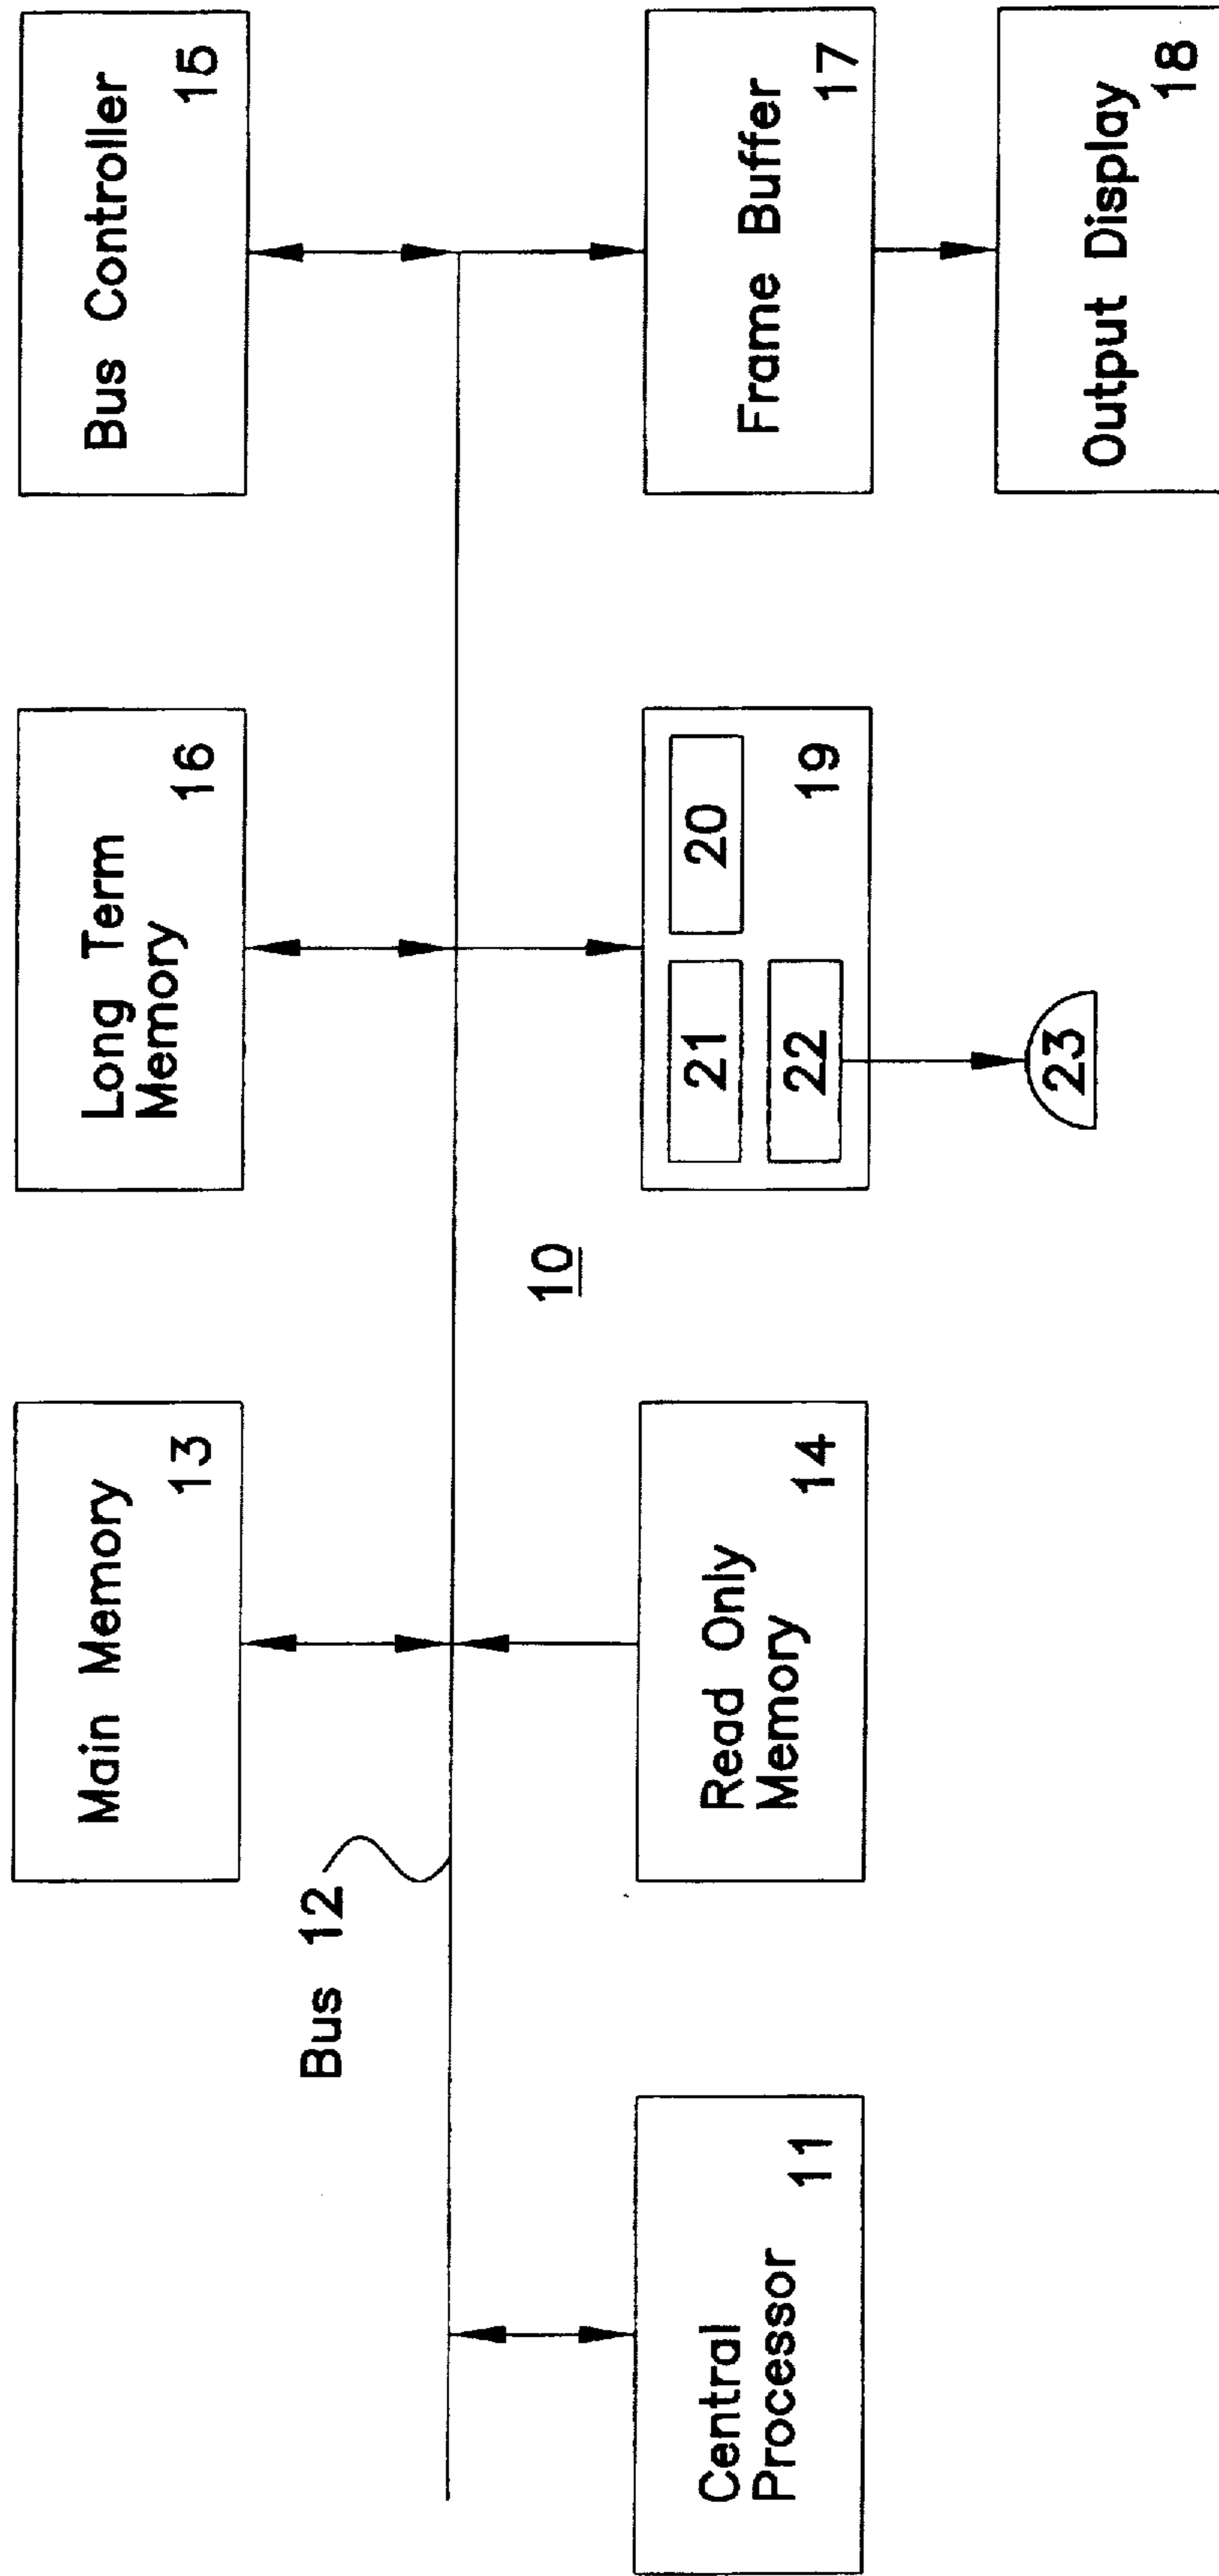 Main Memory
13
Long Term
Memory
16
Bus Controller
15
Bus 12
10
Central
Processor
11
Read Only
Memory
14
21
20
22
19
23
Frame Buffer
17
Output Display
18